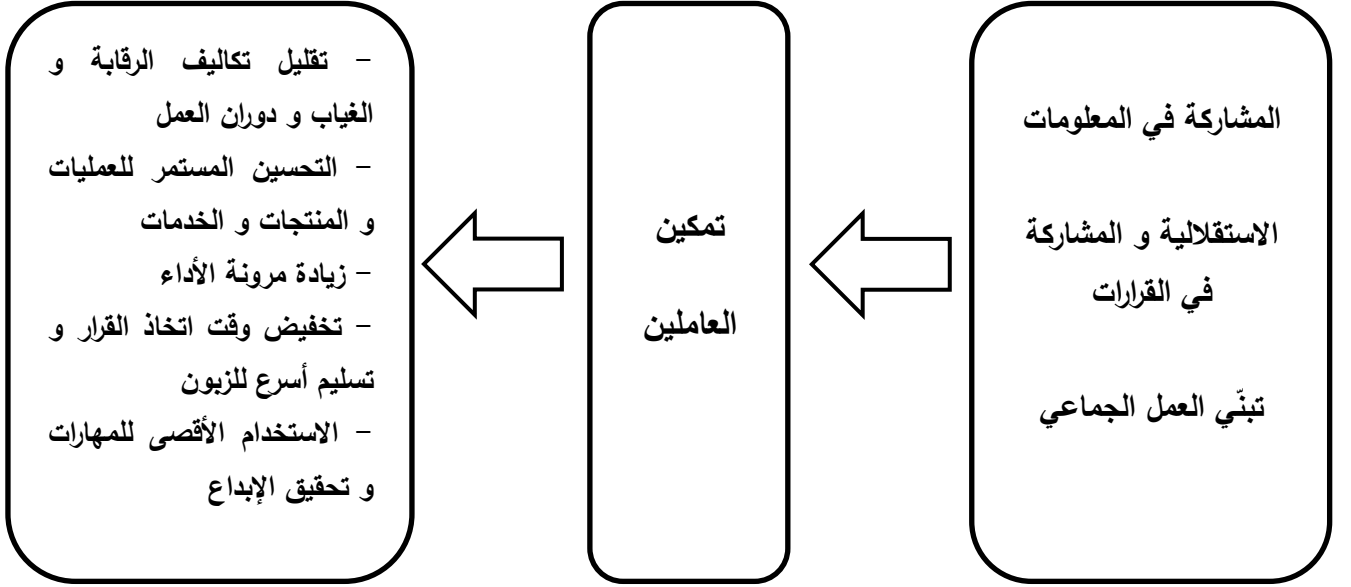 المشاركة في المعلومات
الاستقلالية و المشاركة
في القرارات
تبنّي العمل الجماعي
تمكين
العاملين
– تقليل تكاليف الرقابة و
الغياب و دوران العمل
– التحسين المستمر للعمليات
و المنتجات و الخدمات
– زيادة مرونة الأداء
– تخفيض وقت اتخاذ القرار و
تسليم أسرع للزبون
– الاستخدام الأقصى للمهارات
و تحقيق الإبداع